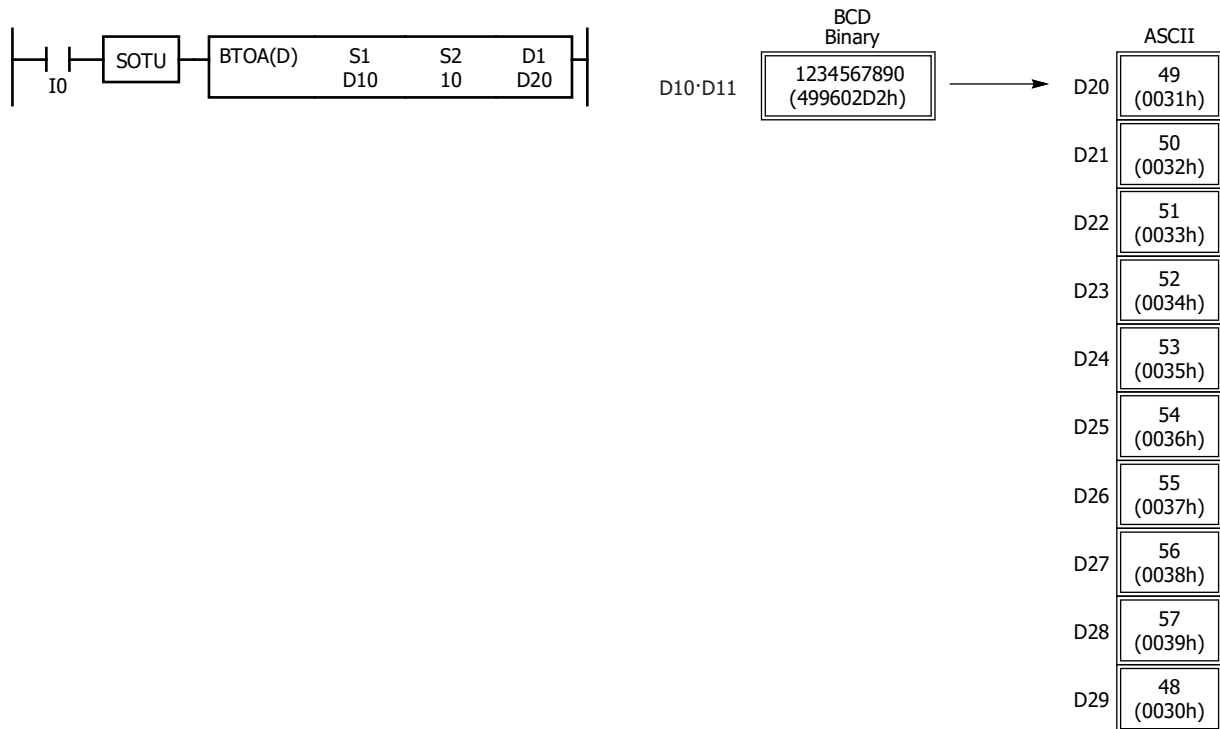 I0
SOTU
BTOA(D) S1 S2 D1
D10 10 D20
BCD
Binary
ASCII
D10·D11
1234567890
(499602D2h)
D20
49
(0031h)
D21
50
(0032h)
D22
51
(0033h)
D23
52
(0034h)
D24
53
(0035h)
D25
54
(0036h)
D26
55
(0037h)
D27
56
(0038h)
D28
57
(0039h)
D29
48
(0030h)